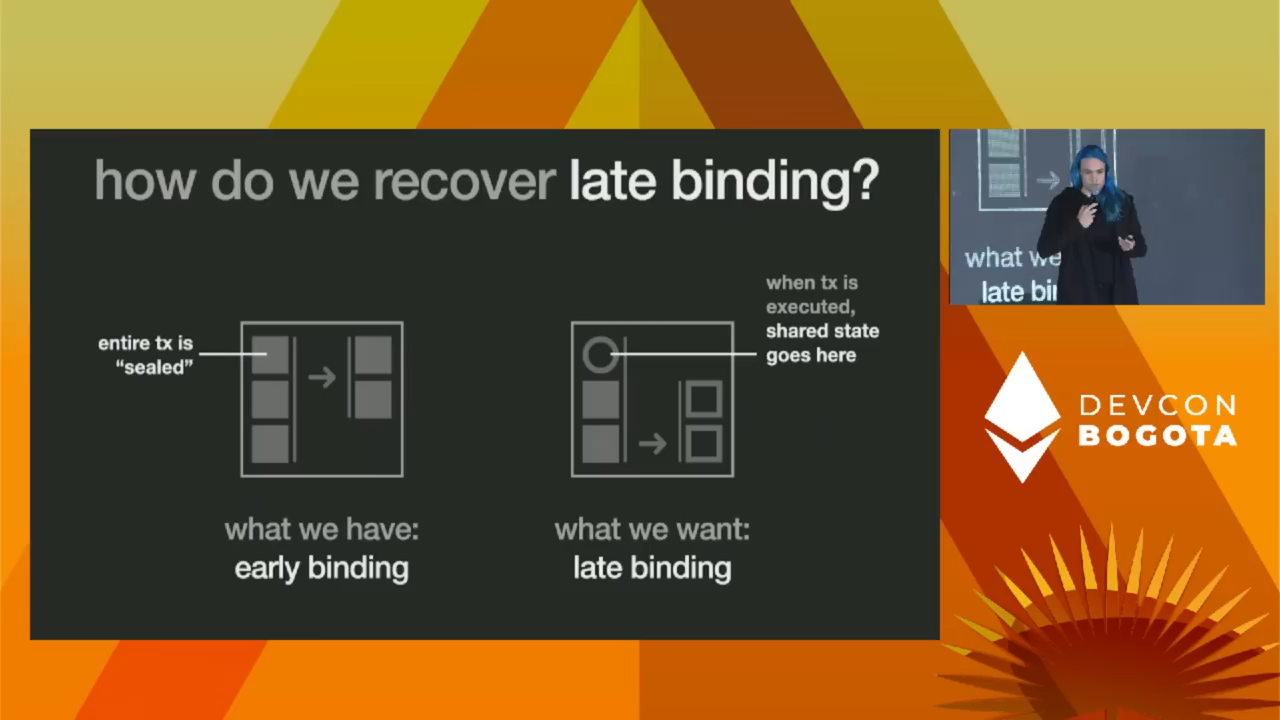 how do we recover late binding?
entire tx is
“sealed”
when tx is
executed,
shared state
goes here
what we have:
early binding
what we want:
late binding
what we
late bin
DEVCON
BOGOTA